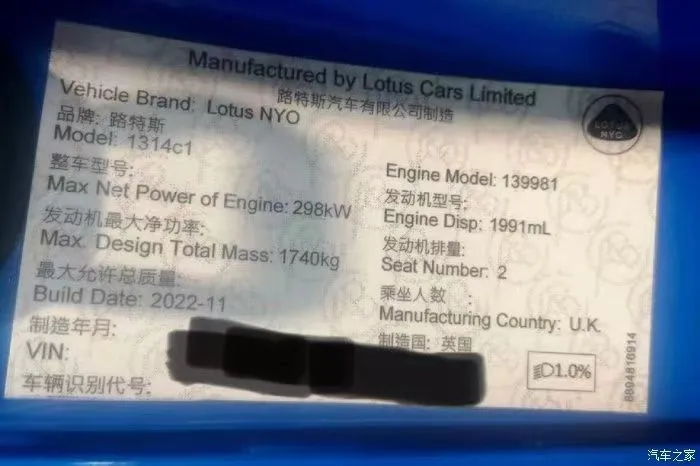 Manufactured by Lotus Cars Limited
路特斯汽车有限公司制造
LOTUS
NYO
Vehicle Brand: Lotus NYO
品牌: 路特斯
Model: 1314c1
整车型号:
Max Net Power of Engine: 298kW
发动机最大净功率:
Max. Design Total Mass: 1740kg
最大允许总质量:
Build Date: 2022-11
制造年月:
VIN:
车辆识别代号:
Engine Model: 139981
发动机型号:
Engine Disp: 1991mL
发动机排量:
Seat Number: 2
乘坐人数 :
Manufacturing Country: U.K.
制造国: 英国
1.0%
8894818914
汽车之家